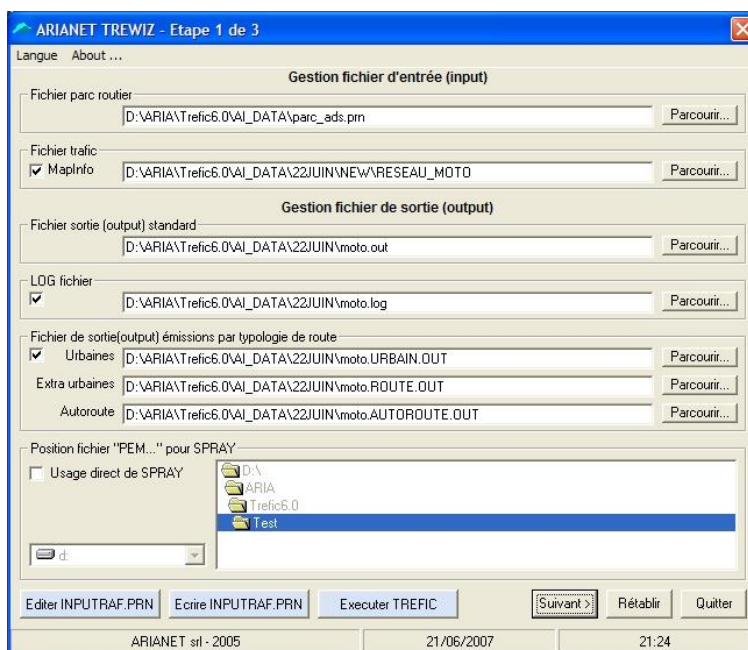 ARIANET TREWIZ - Etape 1 de 3
Langue About ...
Gestion fichier d'entrée (input)
Fichier parc routier
D:\ARIA\Trefic6.0\AI_DATA\parc_ads.prn Parcourir...
Fichier trafic
MapInfo D:\ARIA\Trefic6.0\AI_DATA\22JUIN\NEW\RESEAU_MOTO Parcourir...
Gestion fichier de sortie (output)
Fichier sortie (output) standard
D:\ARIA\Trefic6.0\AI_DATA\22JUIN\moto.out Parcourir...
LOG fichier
D:\ARIA\Trefic6.0\AI_DATA\22JUIN\moto.log Parcourir...
Fichier de sortie(output) émissions par typologie de route
Urbaines D:\ARIA\Trefic6.0\AI_DATA\22JUIN\moto.URBAIN.OUT Parcourir...
Extra urbaines D:\ARIA\Trefic6.0\AI_DATA\22JUIN\moto.ROUTE.OUT Parcourir...
Autoroute D:\ARIA\Trefic6.0\AI_DATA\22JUIN\moto.AUTOROUTE.OUT Parcourir...
Position fichier "PEM..." pour SPRAY
Usage direct de SPRAY D:\
ARIA
Trefic6.0
Test
d:
Editer INPUTRAF.PRN Ecrire INPUTRAF.PRN Executer TREFIC Suivant > Rétablir Quitter
ARIANET srl - 2005 21/06/2007 21:24